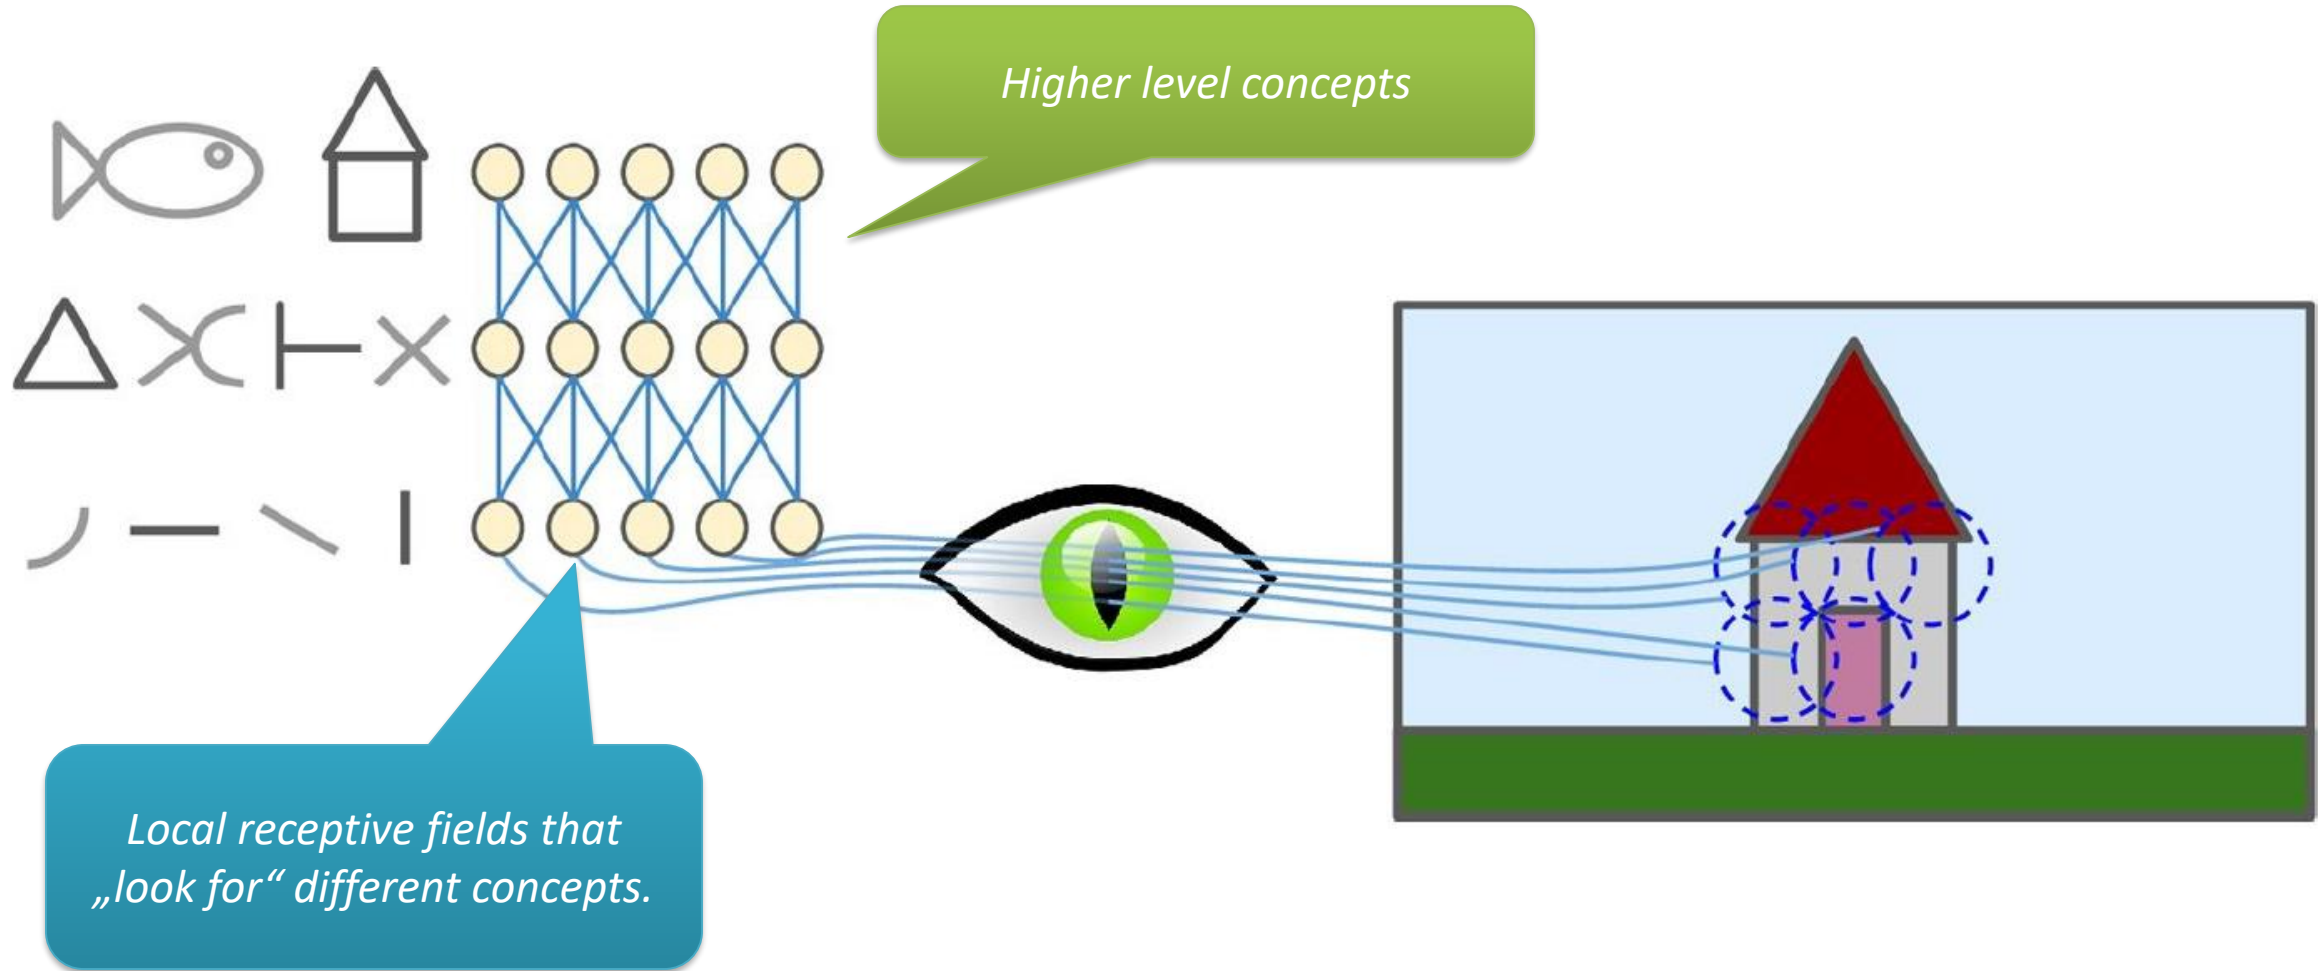 Higher level concepts
Local receptive fields that
„look for“ different concepts.